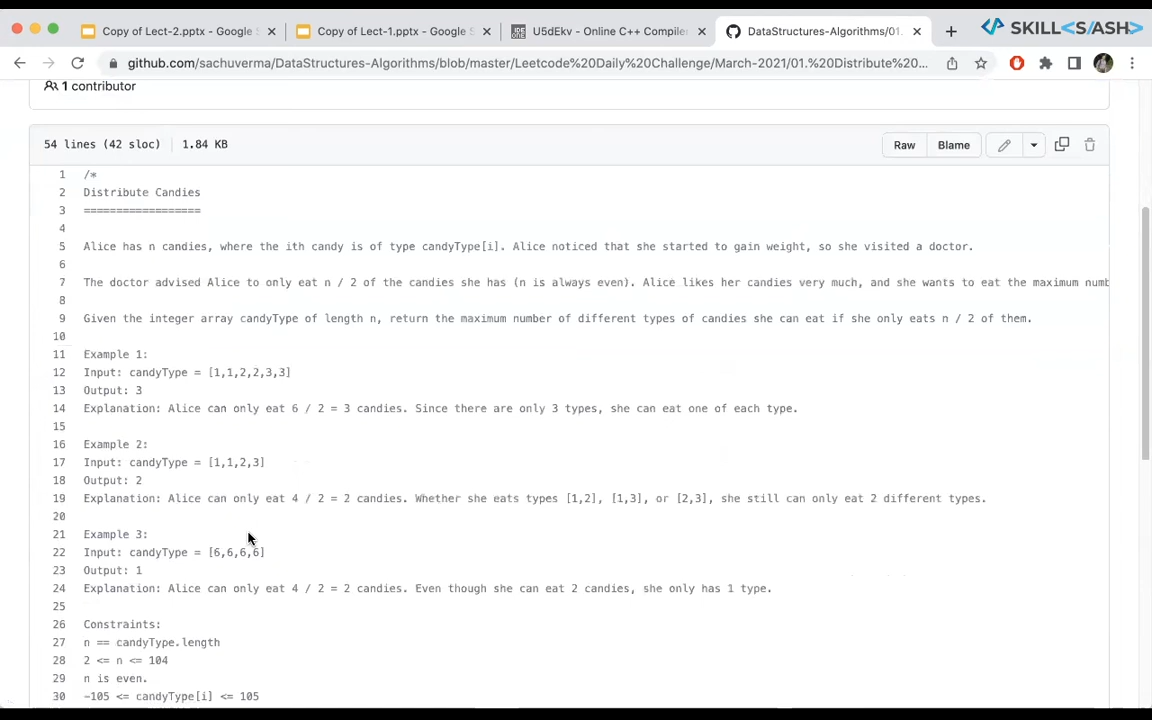 Copy of Lect-2.pptx - Google S
Copy of Lect-1.pptx - Google S
U5dEkv - Online C++ Compile
DataStructures-Algorithms/01.
SKILL<S/ASH>
github.com/sachuverma/DataStructures-Algorithms/blob/master/Leetcode%20Daily%20Challenge/March-2021/01.%20Distribute%20...
1 contributor
54 lines (42 sloc) 1.84 KB
Raw Blame
1 /*
2 Distribute Candies
3 ==================
4
5 Alice has n candies, where the ith candy is of type candyType[i]. Alice noticed that she started to gain weight, so she visited a doctor.
6
7 The doctor advised Alice to only eat n / 2 of the candies she has (n is always even). Alice likes her candies very much, and she wants to eat the maximum numb
8
9 Given the integer array candyType of length n, return the maximum number of different types of candies she can eat if she only eats n / 2 of them.
10
11 Example 1:
12 Input: candyType = [1,1,2,2,3,3]
13 Output: 3
14 Explanation: Alice can only eat 6 / 2 = 3 candies. Since there are only 3 types, she can eat one of each type.
15
16 Example 2:
17 Input: candyType = [1,1,2,3]
18 Output: 2
19 Explanation: Alice can only eat 4 / 2 = 2 candies. Whether she eats types [1,2], [1,3], or [2,3], she still can only eat 2 different types.
20
21 Example 3:
22 Input: candyType = [6,6,6,6]
23 Output: 1
24 Explanation: Alice can only eat 4 / 2 = 2 candies. Even though she can eat 2 candies, she only has 1 type.
25
26 Constraints:
27 n == candyType.length
28 2 <= n <= 104
29 n is even.
30 -105 <= candyType[i] <= 105